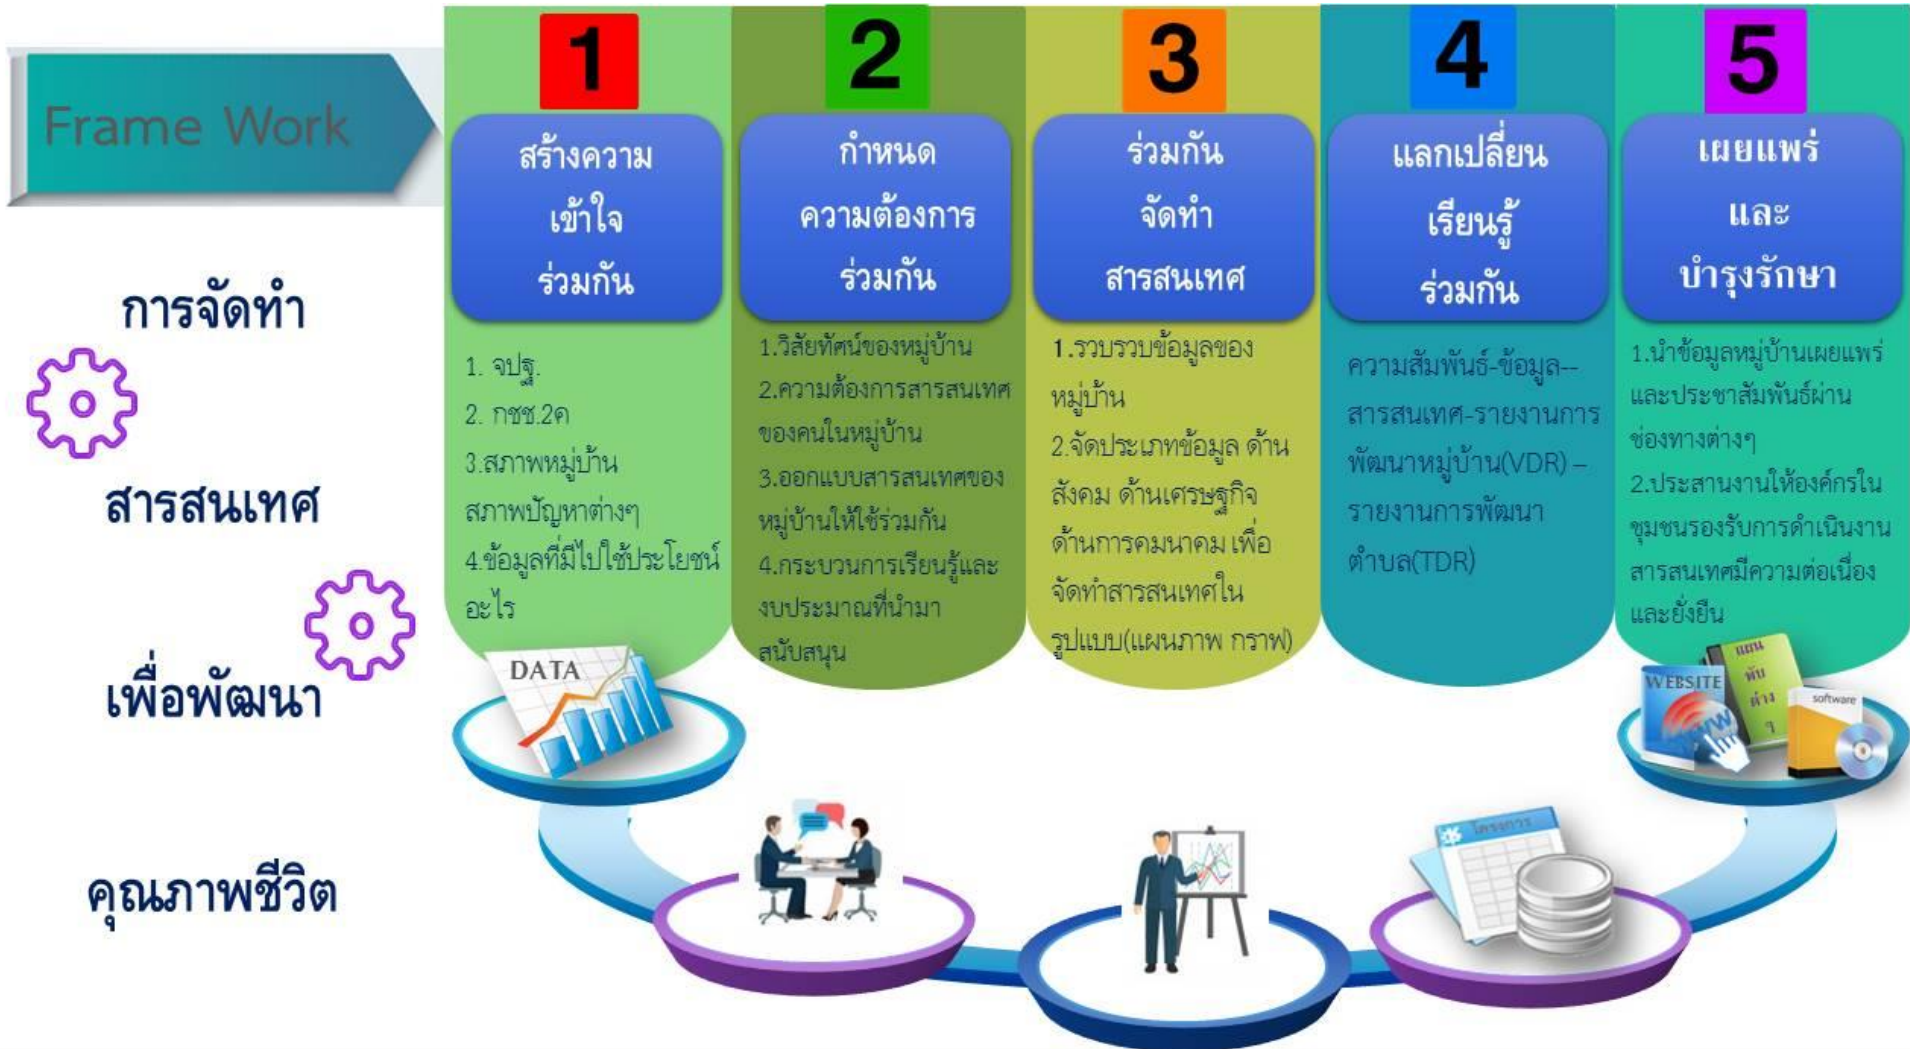 Frame Work
การจัดทำ
สารสนเทศ
เพื่อพัฒนา
คุณภาพชีวิต
1
สร้างความ
เข้าใจ
ร่วมกัน
1. จปฐ.
2. กชช.2ค
3.สภาพหมู่บ้าน
สภาพปัญหาต่างๆ
4.ข้อมูลที่มีไปใช้ประโยชน์
อะไร
DATA
2
กำหนด
ความต้องการ
ร่วมกัน
1.วิสัยทัศน์ของหมู่บ้าน
2.ความต้องการสารสนเทศ
ของคนในหมู่บ้าน
3.ออกแบบสารสนเทศของ
หมู่บ้านให้ใช้ร่วมกัน
4.กระบวนการเรียนรู้และ
งบประมาณที่นำมา
สนับสนุน
3
ร่วมกัน
จัดทำ
สารสนเทศ
1.รวบรวบข้อมูลของ
หมู่บ้าน
2.จัดประเภทข้อมูล ด้าน
สังคม ด้านเศรษฐกิจ
ด้านการคมนาคม เพื่อ
จัดทำสารสนเทศใน
รูปแบบ(แผนภาพ กราฟ)
4
แลกเปลี่ยน
เรียนรู้
ร่วมกัน
ความสัมพันธ์-ข้อมูล--
สารสนเทศ-รายงานการ
พัฒนาหมู่บ้าน(VDR) –
รายงานการพัฒนา
ตำบล(TDR)
โครงการ
5
เผยแพร่
และ
บำรุงรักษา
1.นำข้อมูลหมู่บ้านเผยแพร่
และประชาสัมพันธ์ผ่าน
ช่องทางต่างๆ
2.ประสานงานให้องค์กรใน
ชุมชนรองรับการดำเนินงาน
สารสนเทศมีความต่อเนื่อง
และยั่งยืน
WEBSITE
WW
แผน
พับ
ต่าง
ๆ
software